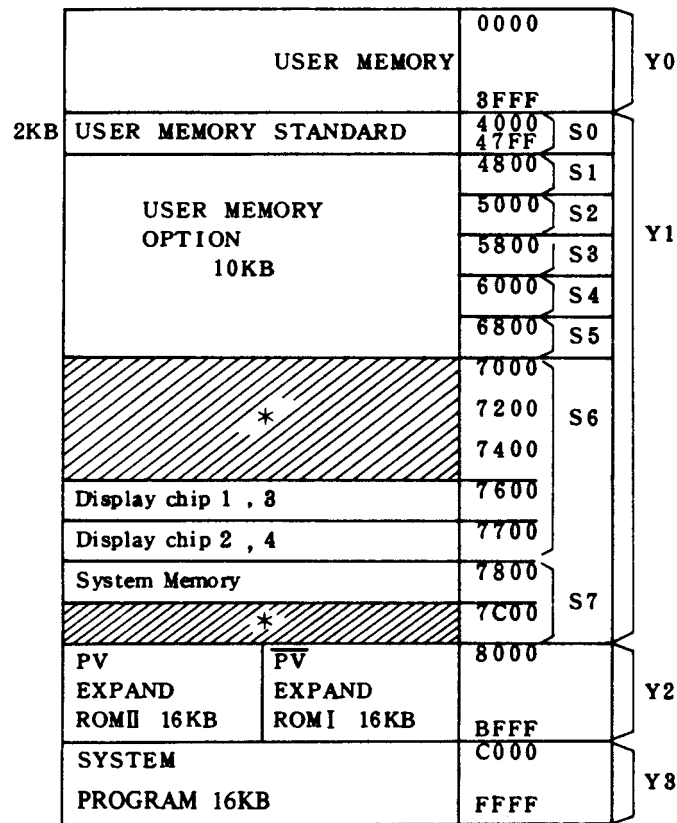 0000
USER MEMORY
Y0
3FFF
2KB USER MEMORY STANDARD 4000 S0
47FF
4800 S1
USER MEMORY 5000 S2
OPTION Y1
10KB 5800 S3
6000 S4
6800 S5
7000
* 7200 S6
7400
Display chip 1 , 3 7600
Display chip 2 , 4 7700
System Memory 7800
* 7C00 S7
PV PV 8000
EXPAND EXPAND Y2
ROMⅡ 16KB ROMⅠ 16KB BFFF
SYSTEM C000
Y3
PROGRAM 16KB FFFF